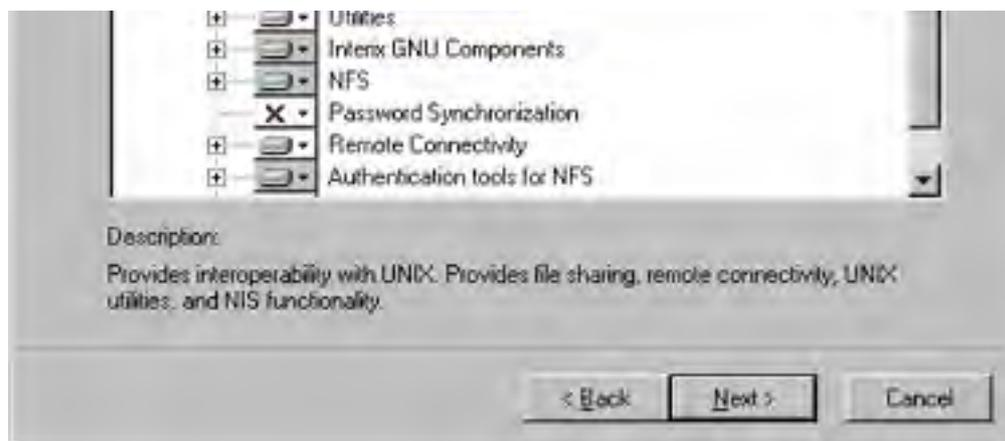 Utilities
Interix GNU Components
NFS
Password Synchronization
Remote Connectivity
Authentication tools for NFS
Description:
Provides interoperability with UNIX. Provides file sharing, remote connectivity, UNIX
utilities, and NIS functionality.
< Back Next > Cancel